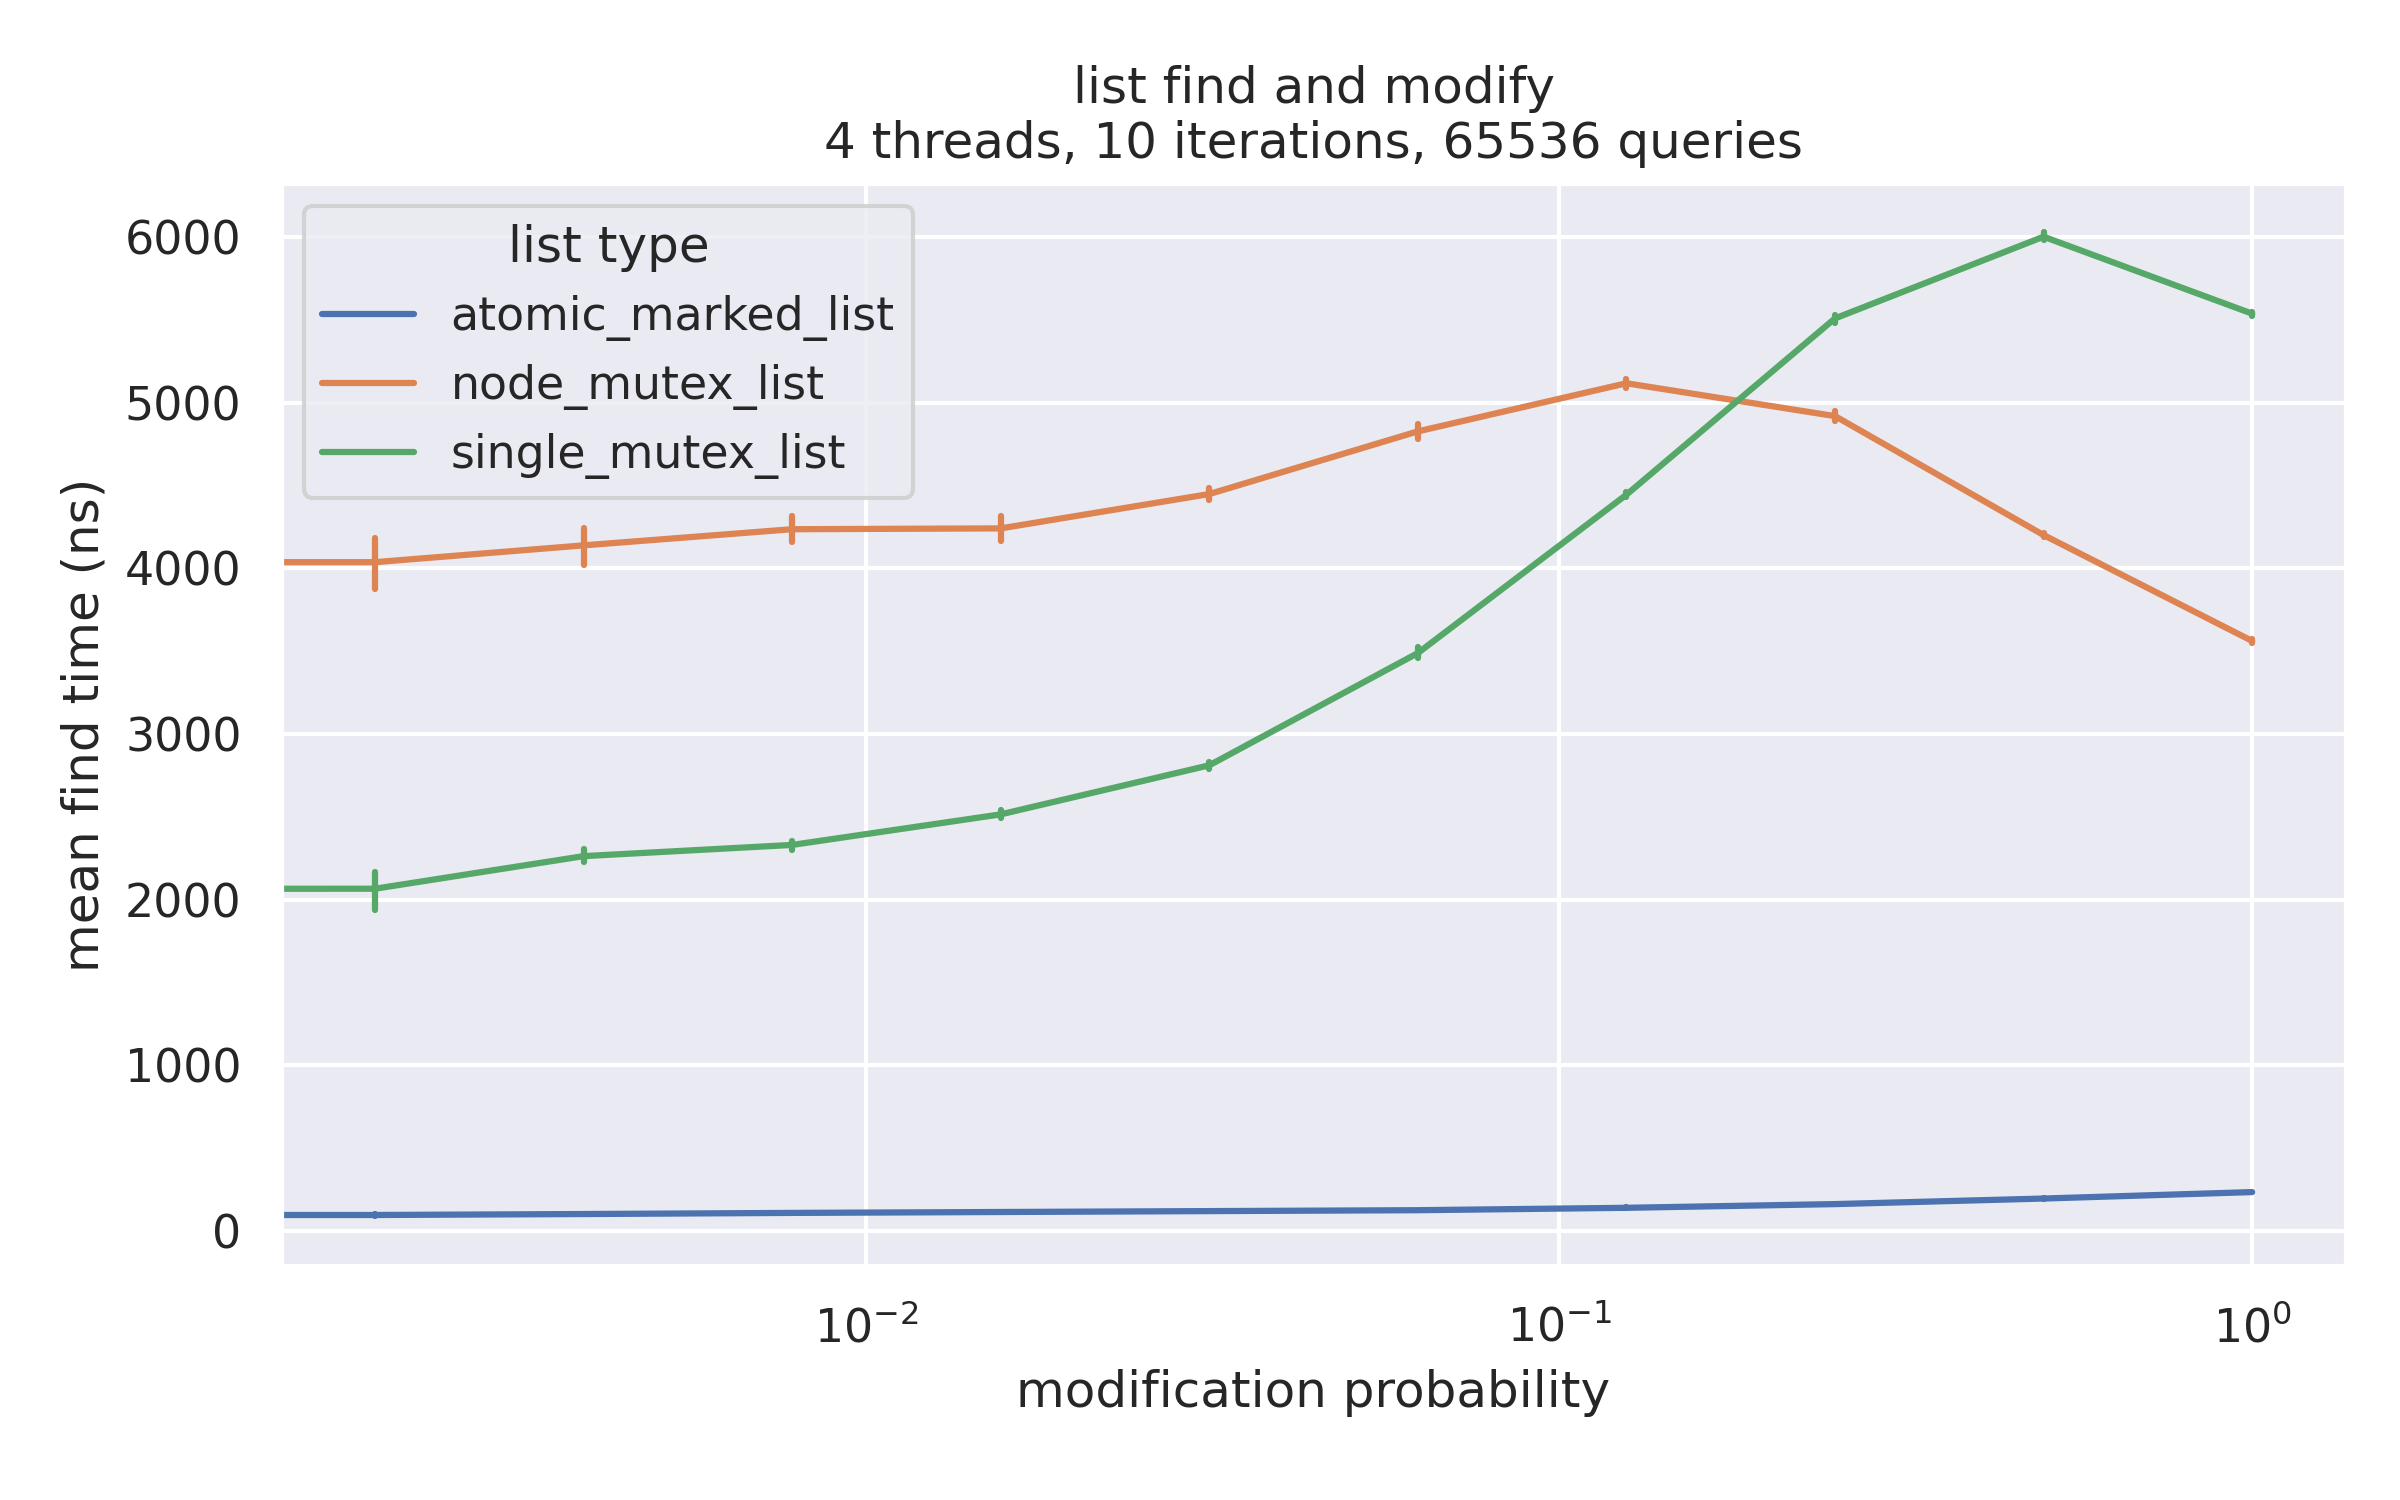 list find and modify
4 threads, 10 iterations, 65536 queries
list type
atomic_marked_list
node_mutex_list
single_mutex_list
mean find time (ns)
6000
5000
4000
3000
2000
1000
0
10⁻² 10⁻¹ 10⁰
modification probability